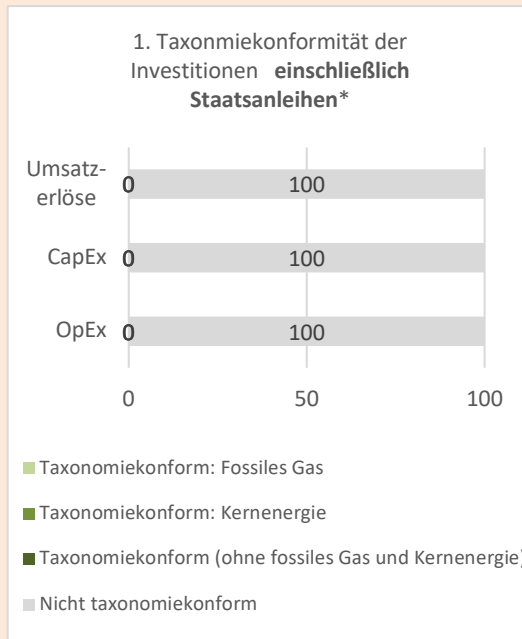 1. Taxonmiekonformität der
Investitionen einschließlich
Staatsanleihen*
Umsatz-
erlöse
0 100
CapEx
0 100
OpEx
0 100
0 50 100
Taxonomiekonform: Fossiles Gas
Taxonomiekonform: Kernenergie
Taxonomiekonform (ohne fossiles Gas und Kernenergie)
Nicht taxonomiekonform